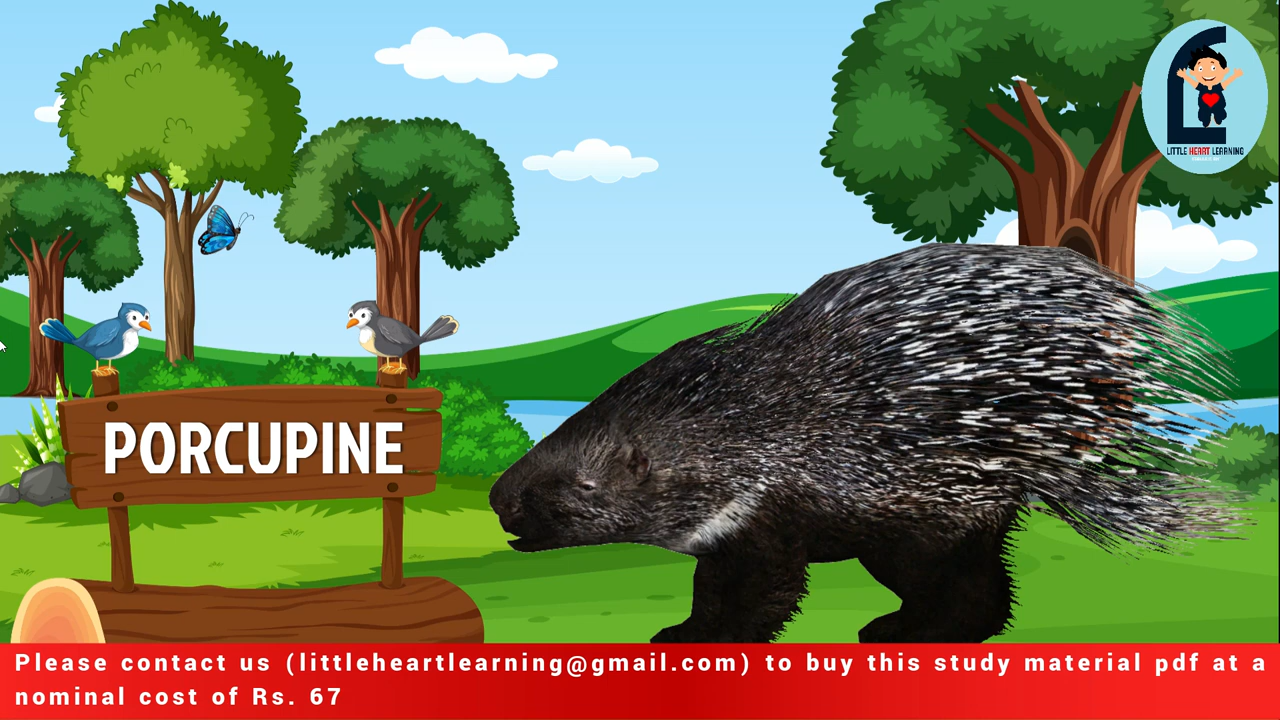 LITTLE HEART LEARNING
PORCUPINE
Please contact us (littleheartlearning@gmail.com) to buy this study material pdf at a
nominal cost of Rs. 67